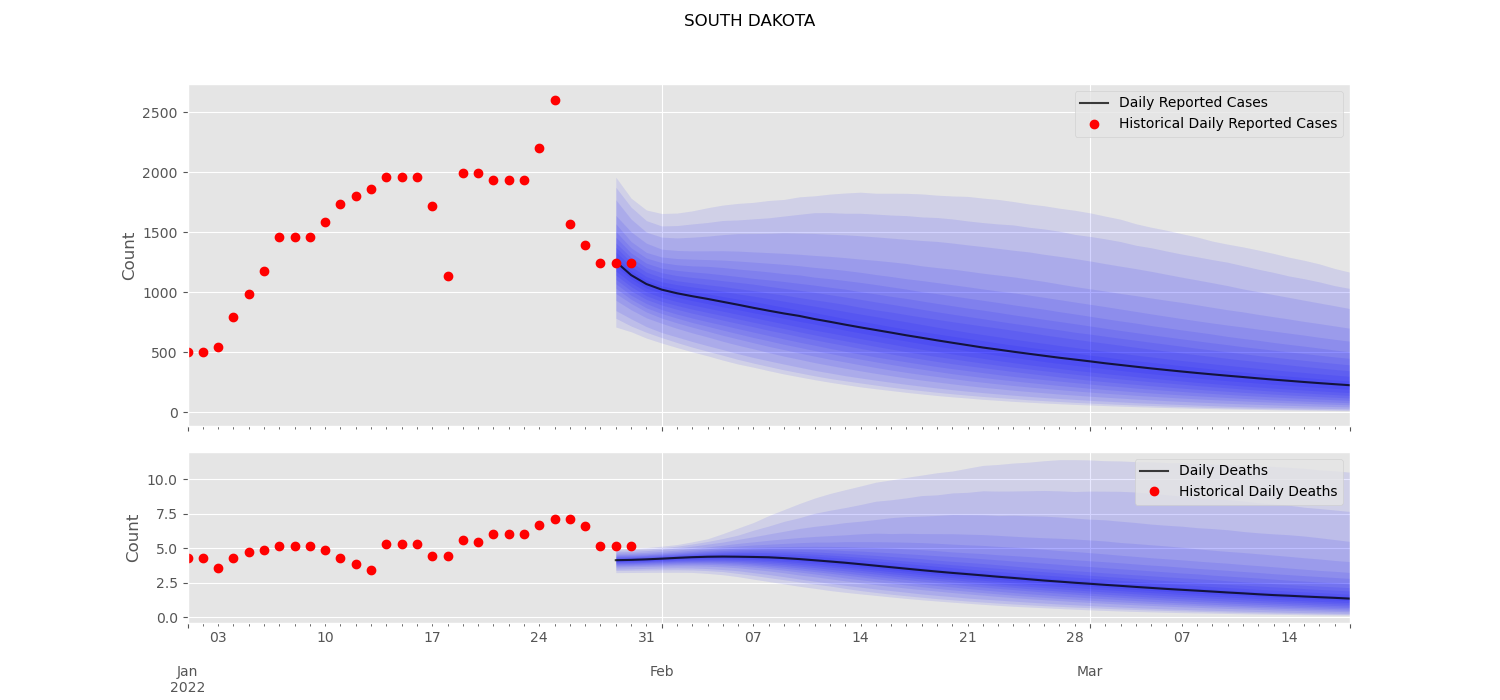 SOUTH DAKOTA
Count
2500
2000
1500
1000
500
0
Daily Reported Cases
Historical Daily Reported Cases
Count
10.0
7.5
5.0
2.5
0.0
Daily Deaths
Historical Daily Deaths
03 10 17 24 31 07 14 21 28 07 14
Jan Feb Mar
2022